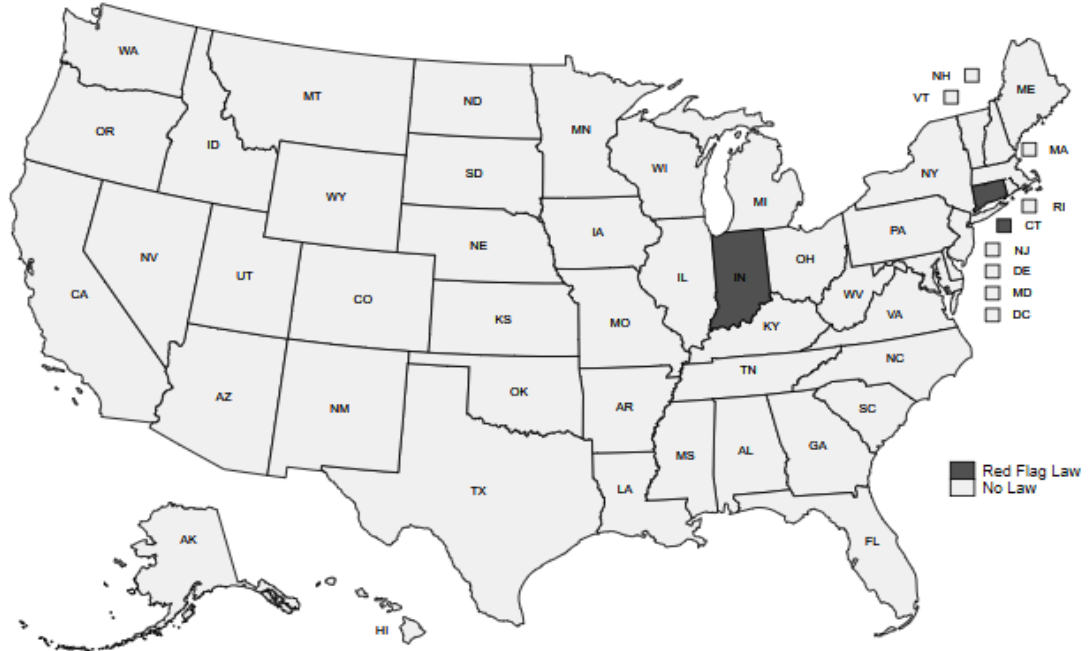 WA
NH
VT
ME
MT
ND
MN
OR
ID
MA
WI
NY
SD
WY
MI
RI
CT
IA
PA
NE
NJ
OH
NV
UT
IL
IN
DE
CA
WV
MD
CO
VA
DC
KS
MO
KY
NC
TN
OK
AZ
NM
AR
SC
MS
AL
GA
Red Flag Law
No Law
LA
TX
AK
FL
HI